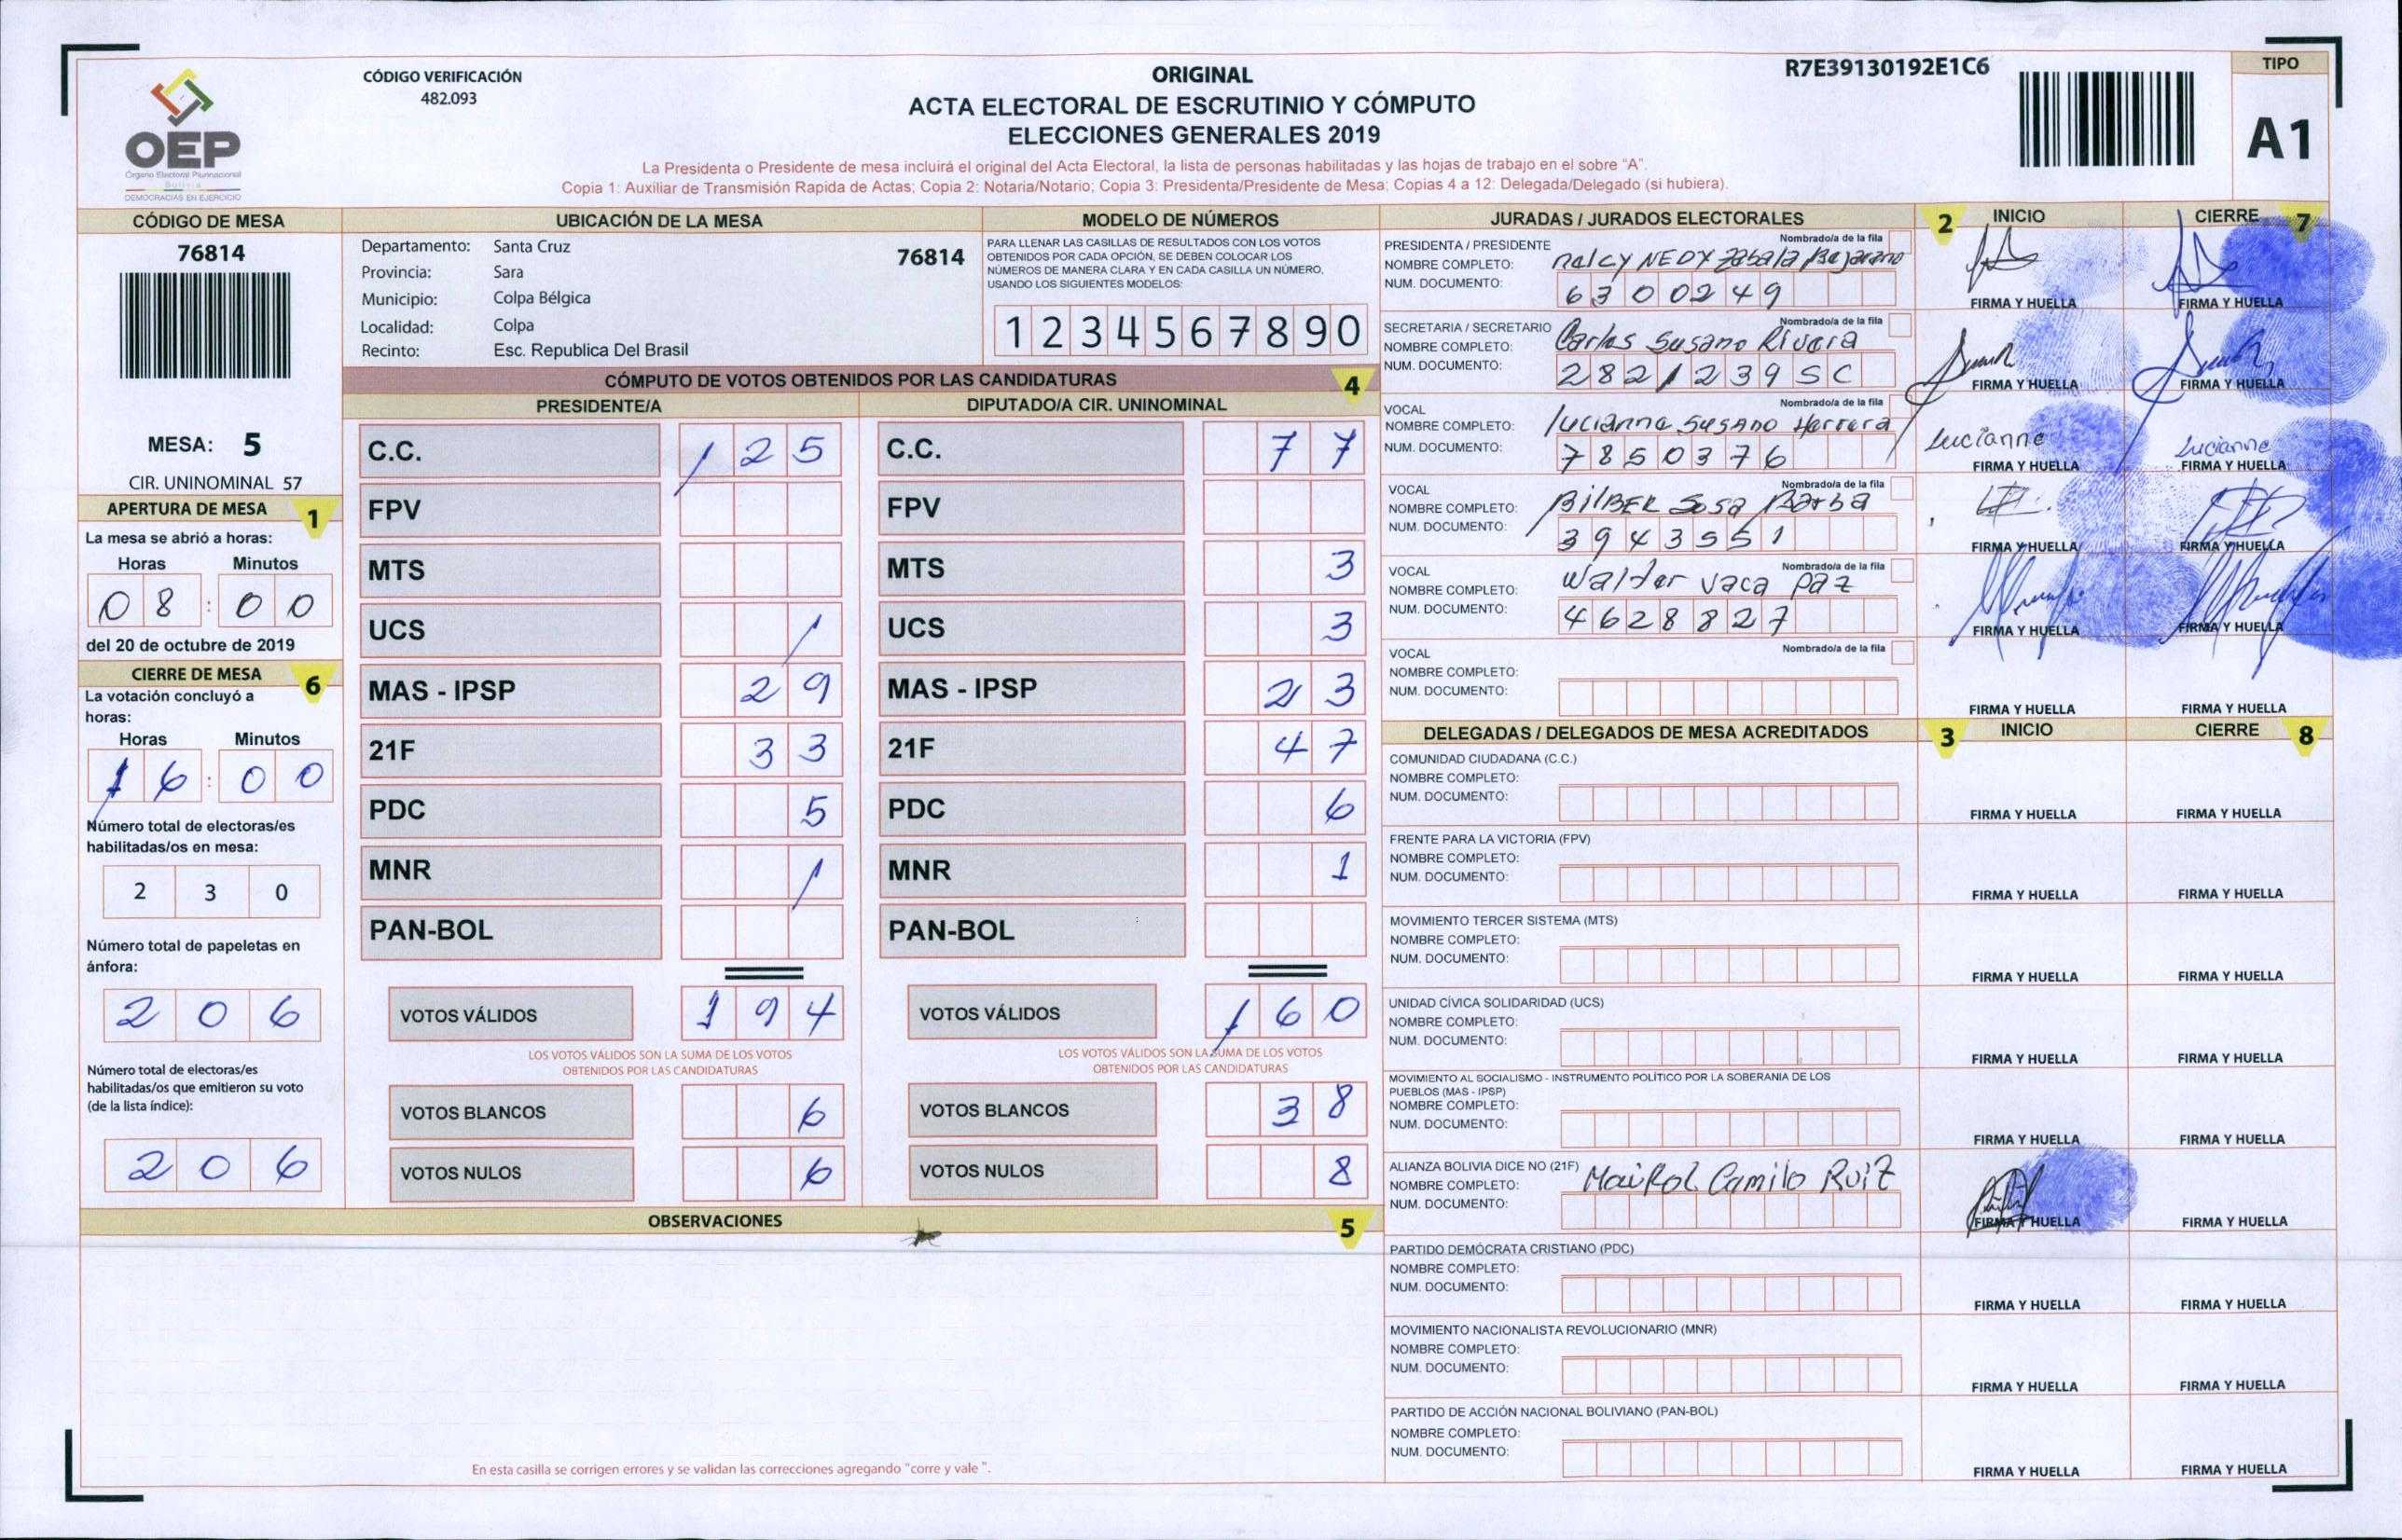 CÓDIGO VERIFICACIÓN
482.093
ORIGINAL
ACTA ELECTORAL DE ESCRUTINIO Y CÓMPUTO
ELECCIONES GENERALES 2019
R7E39130192E1C6
TIPO
A1
OEP
Órgano Electoral Plurinacional
Bolivia
DEMOCRACIAS EN EJERCICIO
La Presidenta o Presidente de mesa incluirá el original del Acta Electoral, la lista de personas habilitadas y las hojas de trabajo en el sobre "A".
Copia 1: Auxiliar de Transmisión Rapida de Actas; Copia 2: Notaria/Notario; Copia 3: Presidenta/Presidente de Mesa; Copias 4 a 12: Delegada/Delegado (si hubiera).
CÓDIGO DE MESA
76814
MESA: 5
CIR. UNINOMINAL 57
APERTURA DE MESA 1
La mesa se abrió a horas:
Horas Minutos
08 : 00
del 20 de octubre de 2019
CIERRE DE MESA 6
La votación concluyó a
horas:
Horas Minutos
16 : 00
Número total de electoras/es
habilitadas/os en mesa:
230
Número total de papeletas en
ánfora:
206
Número total de electoras/es
habilitadas/os que emitieron su voto
(de la lista índice):
206
UBICACIÓN DE LA MESA
Departamento: Santa Cruz 76814
Provincia: Sara
Municipio: Colpa Bélgica
Localidad: Colpa
Recinto: Esc. Republica Del Brasil
MODELO DE NÚMEROS
PARA LLENAR LAS CASILLAS DE RESULTADOS CON LOS VOTOS
OBTENIDOS POR CADA OPCIÓN, SE DEBEN COLOCAR LOS
NÚMEROS DE MANERA CLARA Y EN CADA CASILLA UN NÚMERO,
USANDO LOS SIGUIENTES MODELOS:
1 2 3 4 5 6 7 8 9 0
CÓMPUTO DE VOTOS OBTENIDOS POR LAS CANDIDATURAS 4
PRESIDENTE/A
C.C. 125
FPV
MTS
UCS 1
MAS - IPSP 29
21F 33
PDC 5
MNR 1
PAN-BOL
VOTOS VÁLIDOS 194
LOS VOTOS VÁLIDOS SON LA SUMA DE LOS VOTOS
OBTENIDOS POR LAS CANDIDATURAS
VOTOS BLANCOS 6
VOTOS NULOS 6
DIPUTADO/A CIR. UNINOMINAL
C.C. 77
FPV
MTS 3
UCS 3
MAS - IPSP 23
21F 47
PDC 6
MNR 1
PAN-BOL
VOTOS VÁLIDOS 160
LOS VOTOS VÁLIDOS SON LA SUMA DE LOS VOTOS
OBTENIDOS POR LAS CANDIDATURAS
VOTOS BLANCOS 38
VOTOS NULOS 8
OBSERVACIONES 5
En esta casilla se corrigen errores y se validan las correcciones agregando "corre y vale ".
JURADAS / JURADOS ELECTORALES 2 INICIO CIERRE 7
PRESIDENTA / PRESIDENTE Nombrado/a de la fila
NOMBRE COMPLETO: nalcy NEDY Zabala Bejarano
NUM. DOCUMENTO: 6300249
FIRMA Y HUELLA FIRMA Y HUELLA
SECRETARIA / SECRETARIO Nombrado/a de la fila
NOMBRE COMPLETO: Carlos Susano Rivera
NUM. DOCUMENTO: 2821239SC
FIRMA Y HUELLA FIRMA Y HUELLA
VOCAL Nombrado/a de la fila
NOMBRE COMPLETO: lucianne SUSANO Herrera
NUM. DOCUMENTO: 7850376
lucianne lucianne
FIRMA Y HUELLA FIRMA Y HUELLA
VOCAL Nombrado/a de la fila
NOMBRE COMPLETO: BilBER Sosa Barba
NUM. DOCUMENTO: 3943551
FIRMA Y HUELLA FIRMA Y HUELLA
VOCAL Nombrado/a de la fila
NOMBRE COMPLETO: Walter vaca paz
NUM. DOCUMENTO: 4628827
FIRMA Y HUELLA FIRMA Y HUELLA
VOCAL Nombrado/a de la fila
NOMBRE COMPLETO:
NUM. DOCUMENTO:
FIRMA Y HUELLA FIRMA Y HUELLA
DELEGADAS / DELEGADOS DE MESA ACREDITADOS 3 INICIO CIERRE 8
COMUNIDAD CIUDADANA (C.C.)
NOMBRE COMPLETO:
NUM. DOCUMENTO:
FIRMA Y HUELLA FIRMA Y HUELLA
FRENTE PARA LA VICTORIA (FPV)
NOMBRE COMPLETO:
NUM. DOCUMENTO:
FIRMA Y HUELLA FIRMA Y HUELLA
MOVIMIENTO TERCER SISTEMA (MTS)
NOMBRE COMPLETO:
NUM. DOCUMENTO:
FIRMA Y HUELLA FIRMA Y HUELLA
UNIDAD CÍVICA SOLIDARIDAD (UCS)
NOMBRE COMPLETO:
NUM. DOCUMENTO:
FIRMA Y HUELLA FIRMA Y HUELLA
MOVIMIENTO AL SOCIALISMO - INSTRUMENTO POLÍTICO POR LA SOBERANIA DE LOS
PUEBLOS (MAS - IPSP)
NOMBRE COMPLETO:
NUM. DOCUMENTO:
FIRMA Y HUELLA FIRMA Y HUELLA
ALIANZA BOLIVIA DICE NO (21F)
NOMBRE COMPLETO: Maikol Camilo Ruiz
NUM. DOCUMENTO:
FIRMA Y HUELLA FIRMA Y HUELLA
PARTIDO DEMÓCRATA CRISTIANO (PDC)
NOMBRE COMPLETO:
NUM. DOCUMENTO:
FIRMA Y HUELLA FIRMA Y HUELLA
MOVIMIENTO NACIONALISTA REVOLUCIONARIO (MNR)
NOMBRE COMPLETO:
NUM. DOCUMENTO:
FIRMA Y HUELLA FIRMA Y HUELLA
PARTIDO DE ACCIÓN NACIONAL BOLIVIANO (PAN-BOL)
NOMBRE COMPLETO:
NUM. DOCUMENTO:
FIRMA Y HUELLA FIRMA Y HUELLA